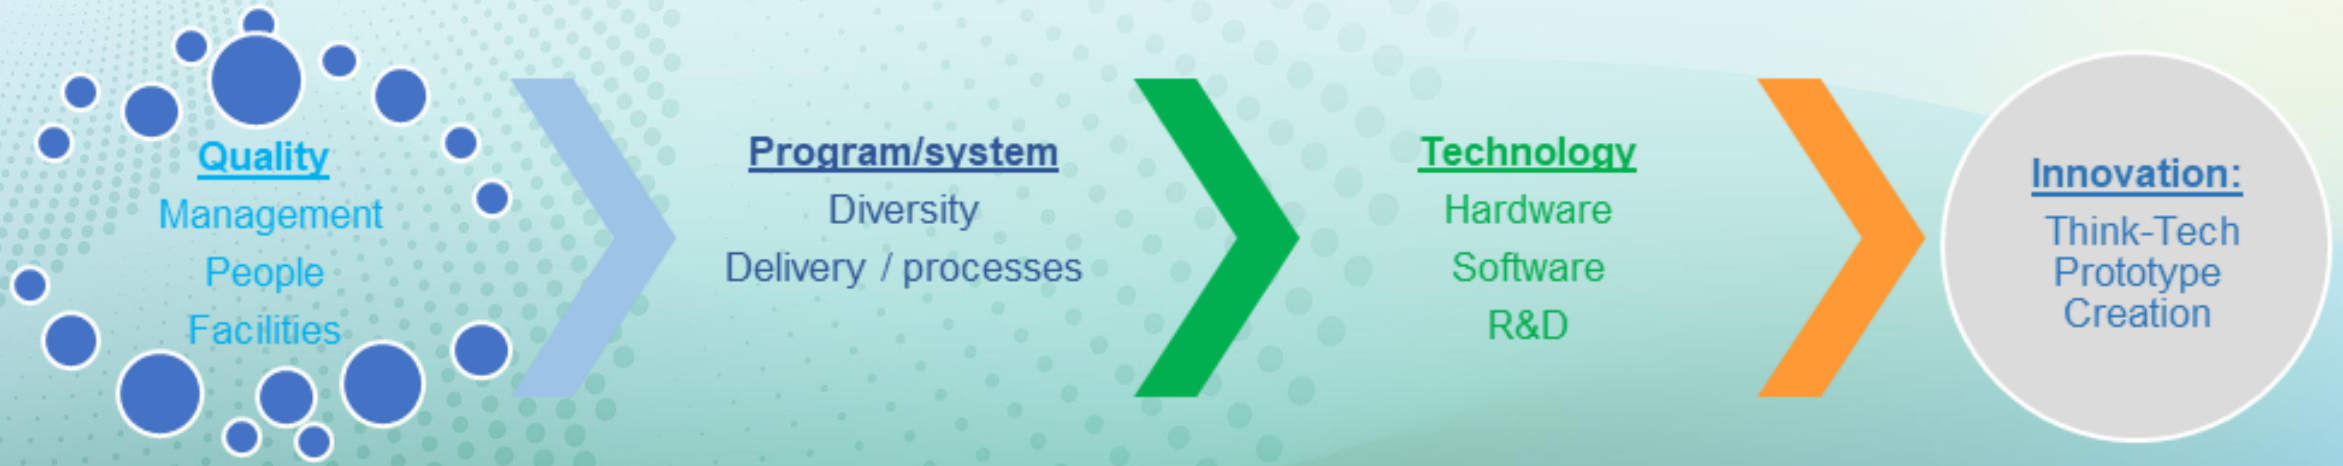 Quality
Management
People
Facilities
Program/system
Diversity
Delivery / processes
Technology
Hardware
Software
R&D
Innovation:
Think-Tech
Prototype
Creation